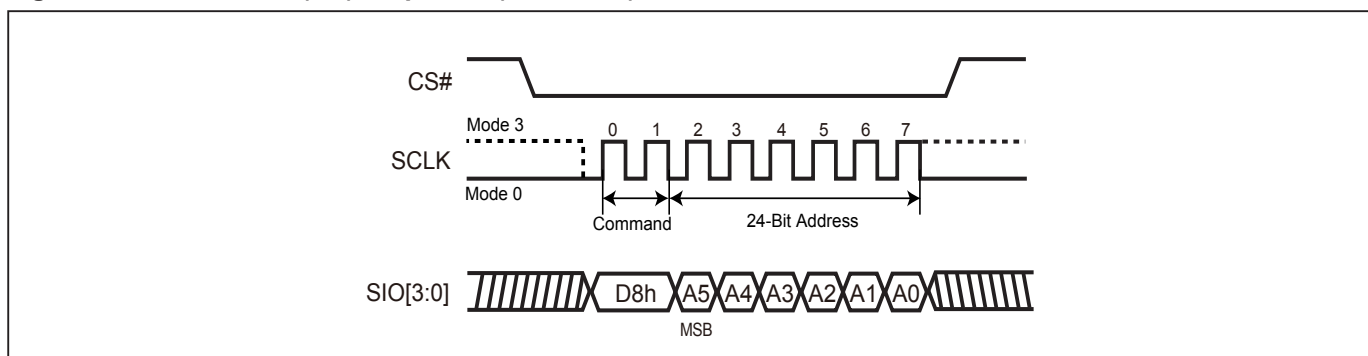 CS#
Mode 3
0 1 2 3 4 5 6 7
SCLK
Mode 0
Command
24-Bit Address
SIO[3:0]
D8h A5 A4 A3 A2 A1 A0
MSB